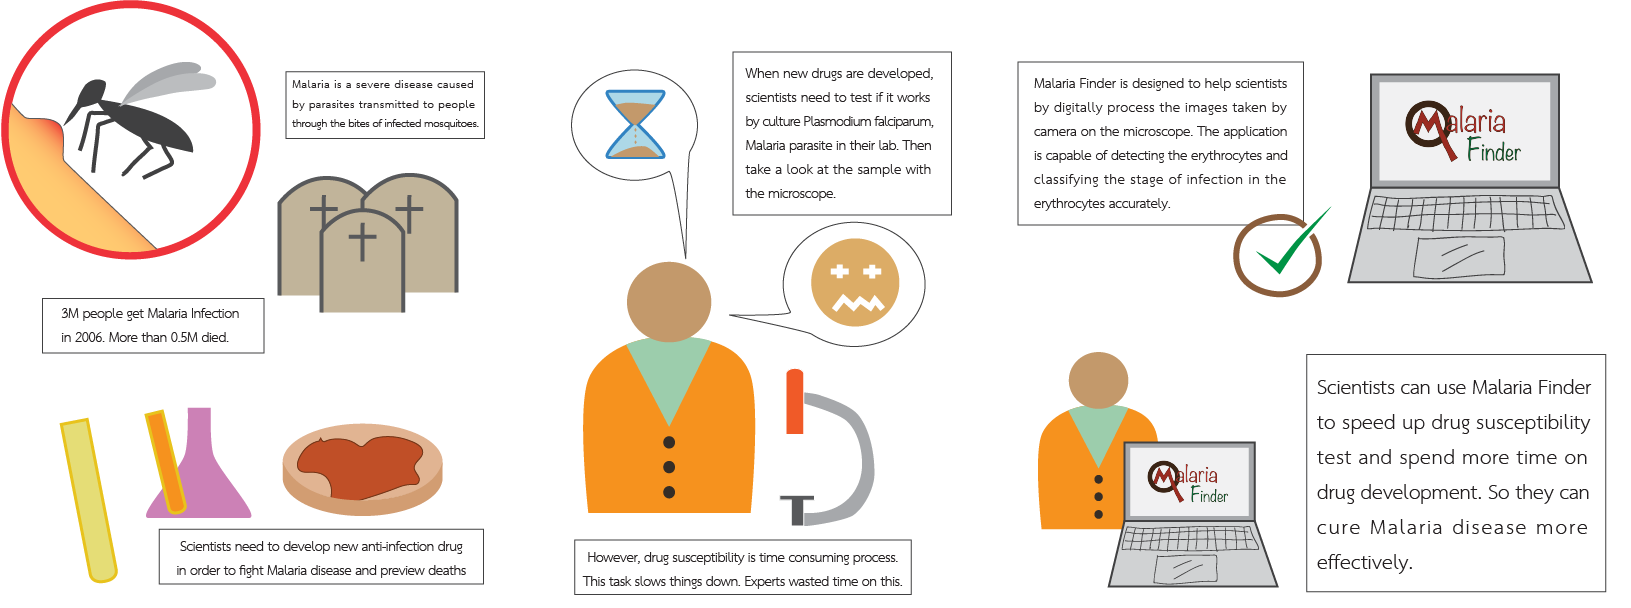 Malaria is a severe disease caused
by parasites transmitted to people
through the bites of infected mosquitoes.
3M people get Malaria Infection
in 2006. More than 0.5M died.
Scientists need to develop new anti-infection drug
in order to fight Malaria disease and preview deaths
When new drugs are developed,
scientists need to test if it works
by culture Plasmodium falciparum,
Malaria parasite in their lab. Then
take a look at the sample with
the microscope.
However, drug susceptibility is time consuming process.
This task slows things down. Experts wasted time on this.
Malaria Finder is designed to help scientists
by digitally process the images taken by
camera on the microscope. The application
is capable of detecting the erythrocytes and
classifying the stage of infection in the
erythrocytes accurately.
Malaria
Finder
Malaria
Finder
Scientists can use Malaria Finder
to speed up drug susceptibility
test and spend more time on
drug development. So they can
cure Malaria disease more
effectively.